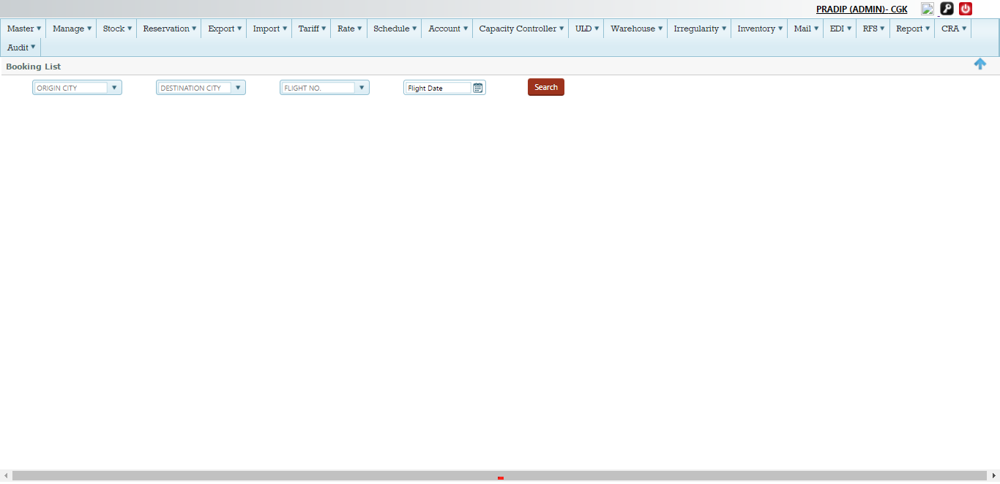 PRADIP (ADMIN)- CGK
Master Manage Stock Reservation Export Import Tariff Rate Schedule Account Capacity Controller ULD Warehouse Irregularity Inventory Mail EDI RFS Report CRA
Audit
Booking List
ORIGIN CITY DESTINATION CITY FLIGHT NO. Flight Date Search